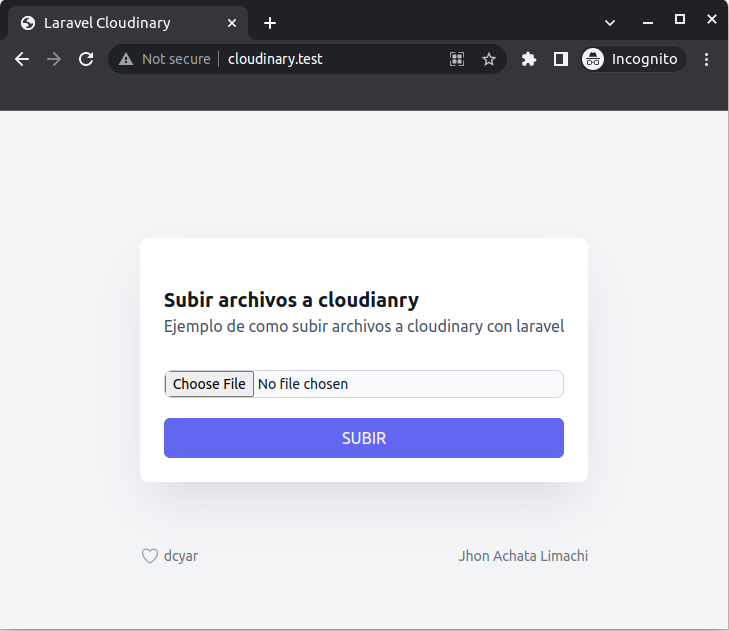 Laravel Cloudinary
Not secure
cloudinary.test
Incognito
Subir archivos a cloudianry
Ejemplo de como subir archivos a cloudinary con laravel
Choose File No file chosen
SUBIR
dcyar
Jhon Achata Limachi